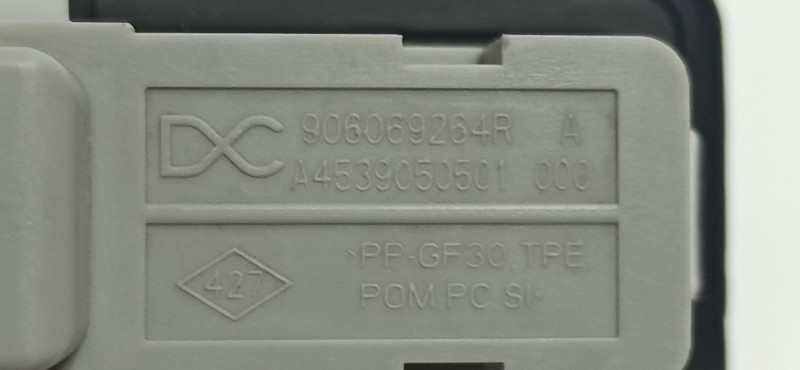 DC 906069264R A
A4539050501 000
427 >PP-GF30,TPE
POM,PC,SI<